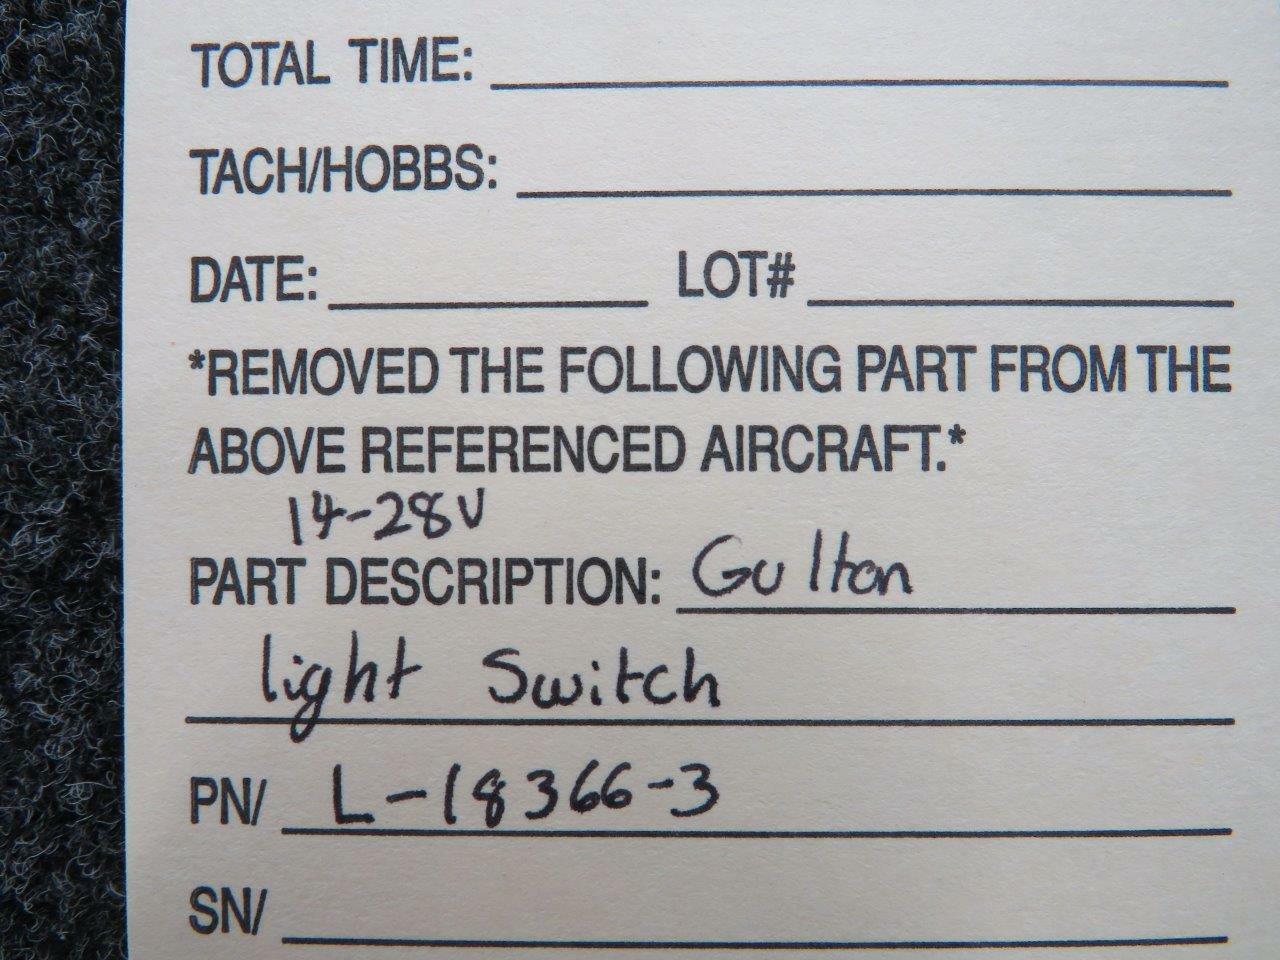 TOTAL TIME:
TACH/HOBBS:
DATE: LOT#
*REMOVED THE FOLLOWING PART FROM THE
ABOVE REFERENCED AIRCRAFT.*
14-28V
PART DESCRIPTION: Gulton
light Switch
PN/ L-18366-3
SN/